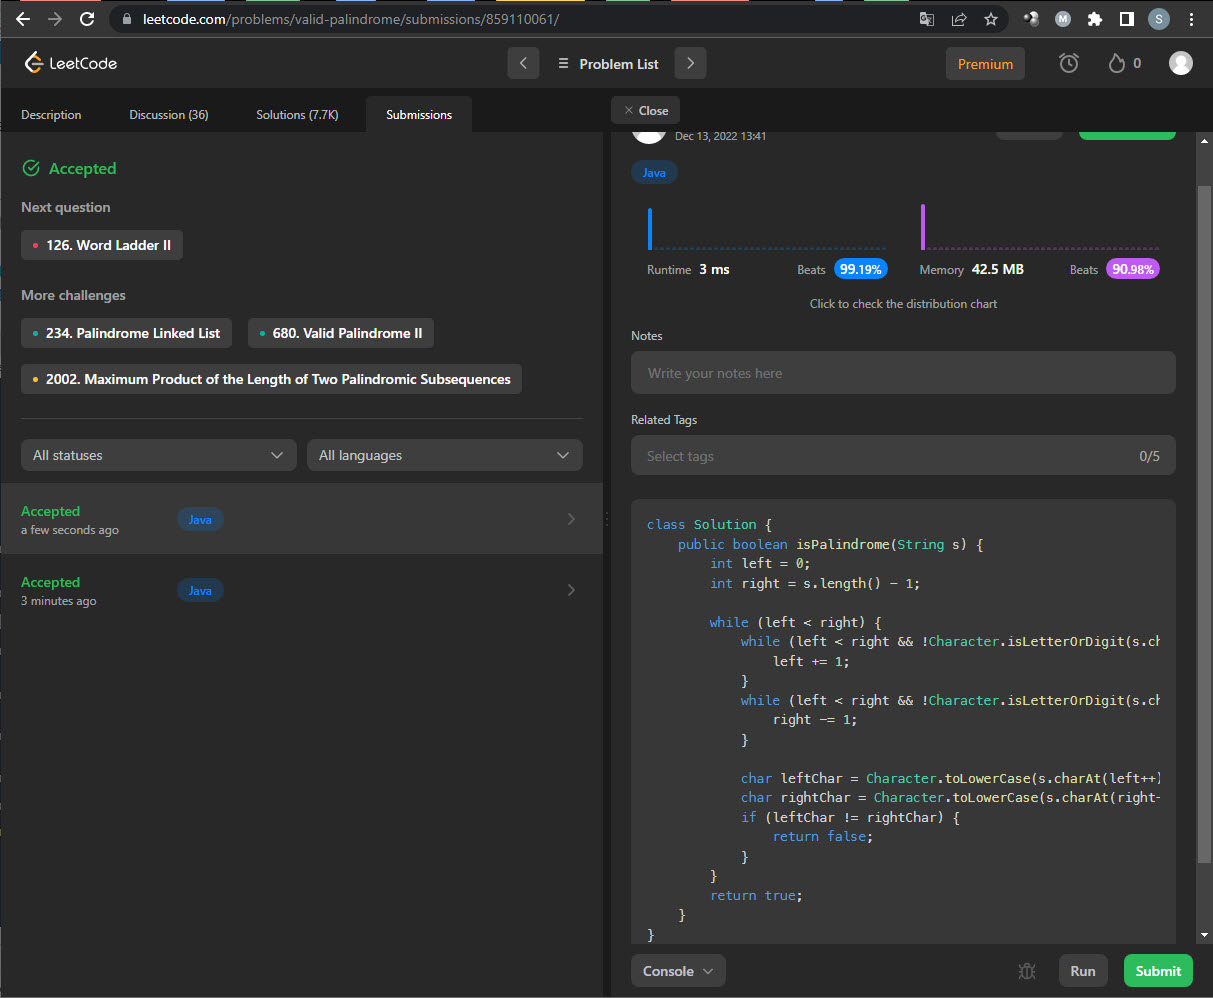 leetcode.com/problems/valid-palindrome/submissions/859110061/
M
S
LeetCode
Problem List
Premium
0
Description
Discussion (36)
Solutions (7.7K)
Submissions
Close
Accepted
Next question
126. Word Ladder II
More challenges
234. Palindrome Linked List
680. Valid Palindrome II
2002. Maximum Product of the Length of Two Palindromic Subsequences
All statuses
All languages
Accepted
a few seconds ago
Java
Accepted
3 minutes ago
Java
Dec 13, 2022 13:41
Java
Runtime 3 ms
Beats 99.19%
Memory 42.5 MB
Beats 90.98%
Click to check the distribution chart
Notes
Write your notes here
Related Tags
Select tags
0/5
class Solution {
public boolean isPalindrome(String s) {
int left = 0;
int right = s.length() - 1;
while (left < right) {
while (left < right && !Character.isLetterOrDigit(s.ch
left += 1;
}
while (left < right && !Character.isLetterOrDigit(s.ch
right -= 1;
}
char leftChar = Character.toLowerCase(s.charAt(left++)
char rightChar = Character.toLowerCase(s.charAt(right-
if (leftChar != rightChar) {
return false;
}
}
return true;
}
}
Console
Run
Submit